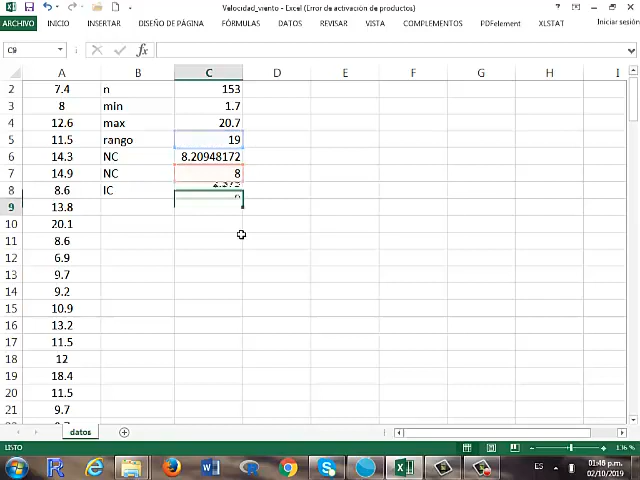 Velocidad_viento - Excel (Error de activación de productos)
ARCHIVO INICIO INSERTAR DISEÑO DE PÁGINA FÓRMULAS DATOS REVISAR VISTA COMPLEMENTOS PDFelement XLSTAT Iniciar sesión
C9 fx
A B C D E F G H I
2 7.4 n 153
3 8 min 1.7
4 12.6 max 20.7
5 11.5 rango 19
6 14.3 NC 8.20948172
7 14.9 NC 8
8 8.6 IC 2.375
9 13.8
10 20.1
11 8.6
12 6.9
13 9.7
14 9.2
15 10.9
16 13.2
17 11.5
18 12
19 18.4
20 11.5
21 9.7
datos
LISTO 136 %
ES 01:48 p.m.
02/10/2019